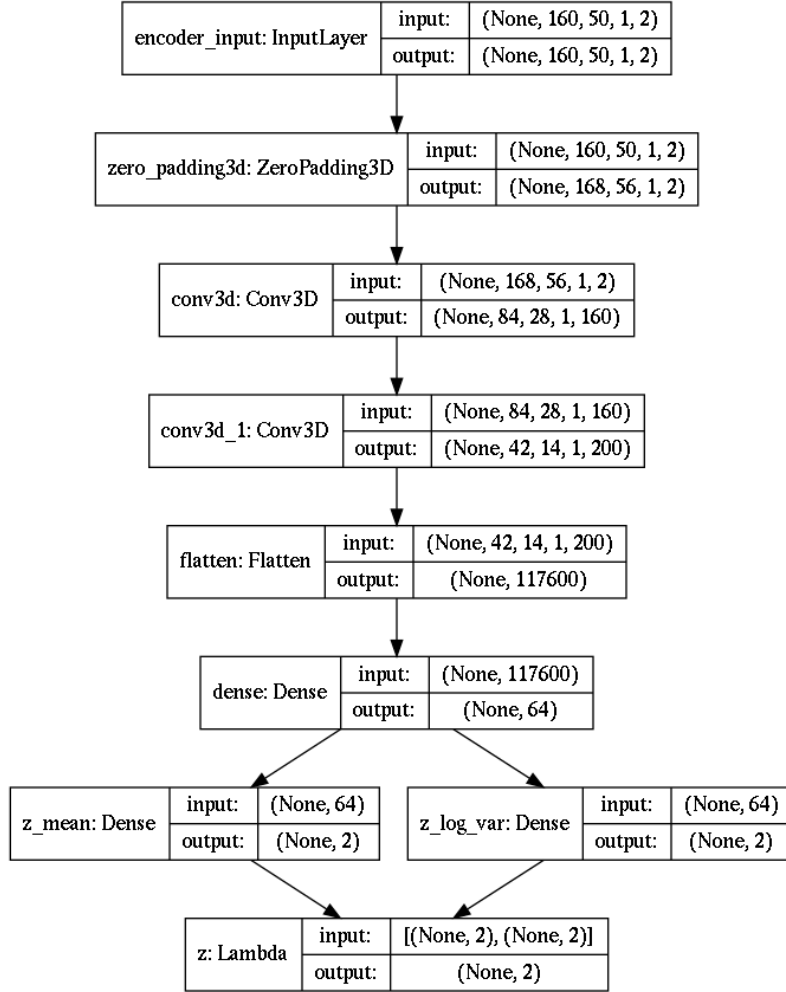 encoder_input: InputLayer
input:
(None, 160, 50, 1, 2)
output:
(None, 160, 50, 1, 2)
zero_padding3d: ZeroPadding3D
input:
(None, 160, 50, 1, 2)
output:
(None, 168, 56, 1, 2)
conv3d: Conv3D
input:
(None, 168, 56, 1, 2)
output:
(None, 84, 28, 1, 160)
conv3d_1: Conv3D
input:
(None, 84, 28, 1, 160)
output:
(None, 42, 14, 1, 200)
flatten: Flatten
input:
(None, 42, 14, 1, 200)
output:
(None, 117600)
dense: Dense
input:
(None, 117600)
output:
(None, 64)
z_mean: Dense
input:
(None, 64)
output:
(None, 2)
z_log_var: Dense
input:
(None, 64)
output:
(None, 2)
z: Lambda
input:
[(None, 2), (None, 2)]
output:
(None, 2)